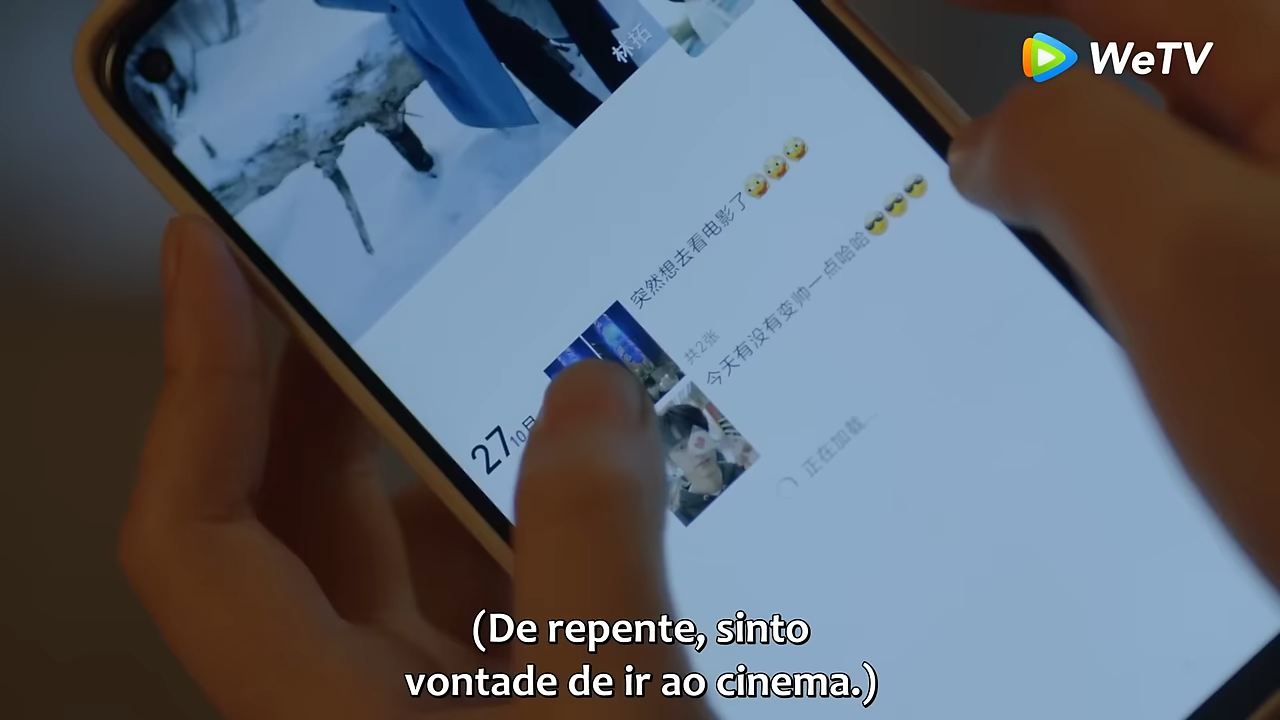 WeTV
林拓
突然想去看电影了
共2张
27 10月
今天有没有变帅一点哈哈
正在加载...
(De repente, sinto
vontade de ir ao cinema.)